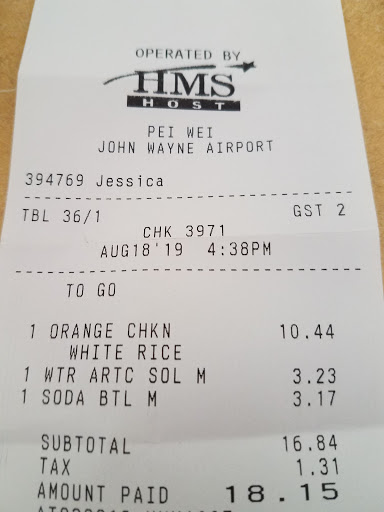 OPERATED BY
HMS
HOST
PEI WEI
JOHN WAYNE AIRPORT
394769 Jessica
TBL 36/1 GST 2
CHK 3971
AUG18'19 4:38PM
TO GO
1 ORANGE CHKN 10.44
WHITE RICE
1 WTR ARTC SOL M 3.23
1 SODA BTL M 3.17
SUBTOTAL 16.84
TAX 1.31
AMOUNT PAID 18.15